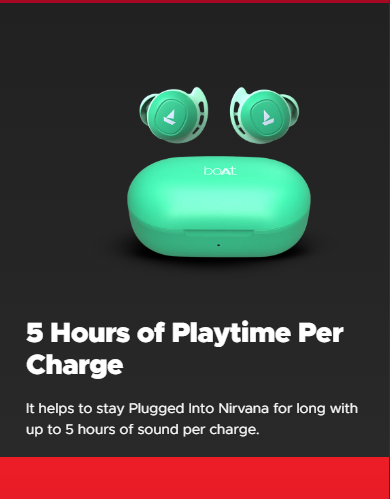 boAt
5 Hours of Playtime Per
Charge
It helps to stay Plugged Into Nirvana for long with
up to 5 hours of sound per charge.